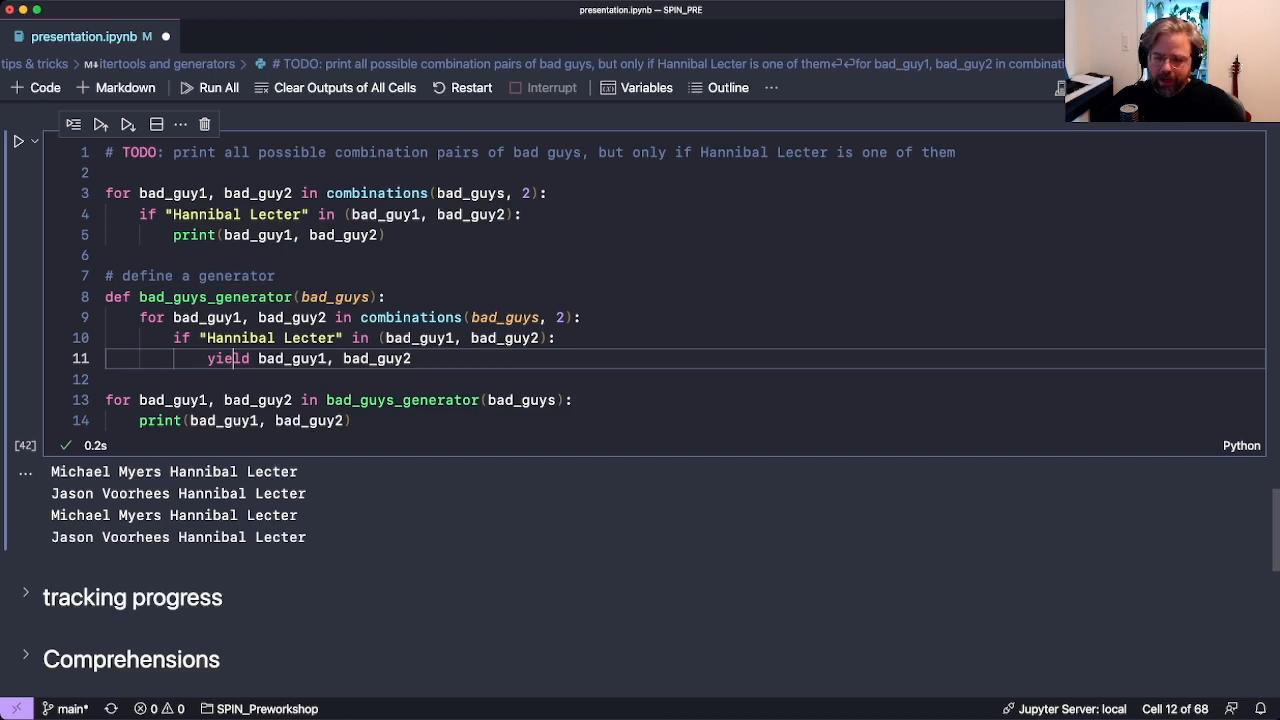 presentation.ipynb — SPIN_PRE
presentation.ipynb M
tips & tricks > M itertools and generators > # TODO: print all possible combination pairs of bad guys, but only if Hannibal Lecter is one of them↵↵for bad_guy1, bad_guy2 in combinati
Code Markdown Run All Clear Outputs of All Cells Restart Interrupt Variables Outline ...
1 # TODO: print all possible combination pairs of bad guys, but only if Hannibal Lecter is one of them
2
3 for bad_guy1, bad_guy2 in combinations(bad_guys, 2):
4 if "Hannibal Lecter" in (bad_guy1, bad_guy2):
5 print(bad_guy1, bad_guy2)
6
7 # define a generator
8 def bad_guys_generator(bad_guys):
9 for bad_guy1, bad_guy2 in combinations(bad_guys, 2):
10 if "Hannibal Lecter" in (bad_guy1, bad_guy2):
11 yield bad_guy1, bad_guy2
12
13 for bad_guy1, bad_guy2 in bad_guys_generator(bad_guys):
14 print(bad_guy1, bad_guy2)
[42] 0.2s Python
... Michael Myers Hannibal Lecter
Jason Voorhees Hannibal Lecter
Michael Myers Hannibal Lecter
Jason Voorhees Hannibal Lecter
tracking progress
Comprehensions
main* 0 0 SPIN_Preworkshop Jupyter Server: local Cell 12 of 68